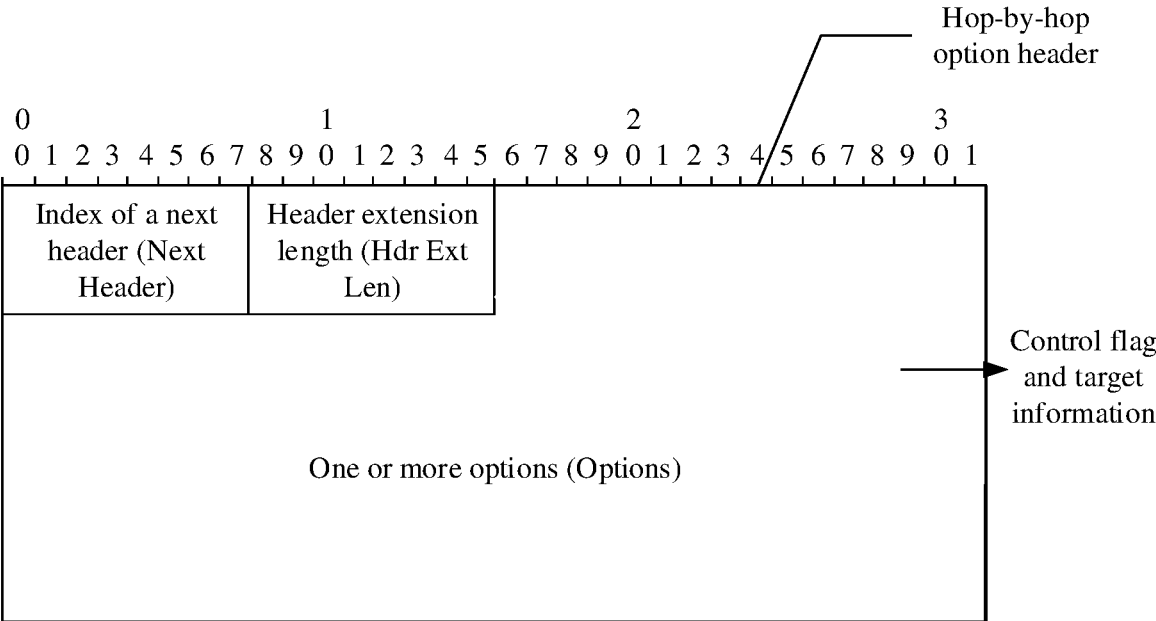 Hop-by-hop
option header
0 1 2 3
0 1 2 3 4 5 6 7 8 9 0 1 2 3 4 5 6 7 8 9 0 1 2 3 4 5 6 7 8 9 0 1
Index of a next
header (Next
Header)
Header extension
length (Hdr Ext
Len)
Control flag
and target
information
One or more options (Options)